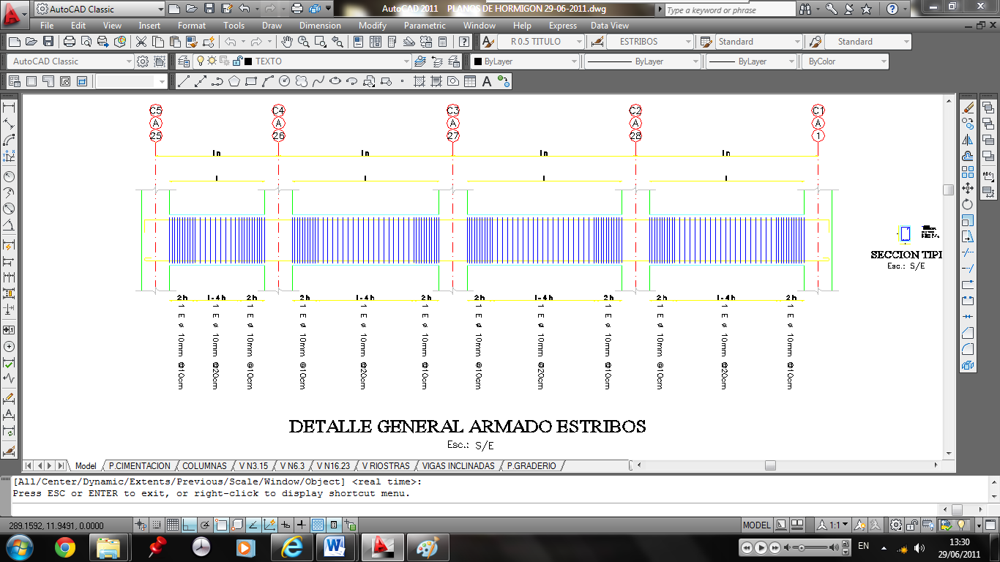 AutoCAD Classic
AutoCAD 2011 PLANOS DE HORMIGON 29-06-2011.dwg
Type a keyword or phrase
File Edit View Insert Format Tools Draw Dimension Modify Parametric Window Help Express Data View
R 0.5 TITULO ESTRIBOS Standard Standard
AutoCAD Classic TEXTO ByLayer ByLayer ByLayer ByColor
C5 C4 C3 C2 C1
A A A A A
25 26 27 28 1
ln ln ln ln
l l l l
SECCION TIPI
Esc.: S/E
2h l-4h 2h 2h l-4h 2h 2h l-4h 2h 2h l-4h 2h
1 E ø 10mm @10cm
1 E ø 10mm @20cm
1 E ø 10mm @10cm
1 E ø 10mm @10cm
1 E ø 10mm @20cm
1 E ø 10mm @10cm
1 E ø 10mm @10cm
1 E ø 10mm @20cm
1 E ø 10mm @10cm
1 E ø 10mm @10cm
1 E ø 10mm @20cm
1 E ø 10mm @10cm
DETALLE GENERAL ARMADO ESTRIBOS
Esc.: S/E
Model P.CIMENTACION COLUMNAS V N3.15 V N6.3 V N16.23 V RIOSTRAS VIGAS INCLINADAS P.GRADERIO
[All/Center/Dynamic/Extents/Previous/Scale/Window/Object] <real time>:
Press ESC or ENTER to exit, or right-click to display shortcut menu.
289.1592, 11.9491, 0.0000
MODEL 1:1
EN
13:30
29/06/2011